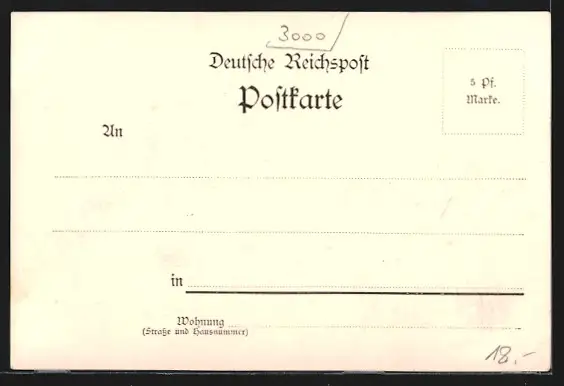 3000
Deutsche Reichspost
Postkarte
5 Pf.
Marke.
An
in
Wohnung
(Straße und Hausnummer)
18.-